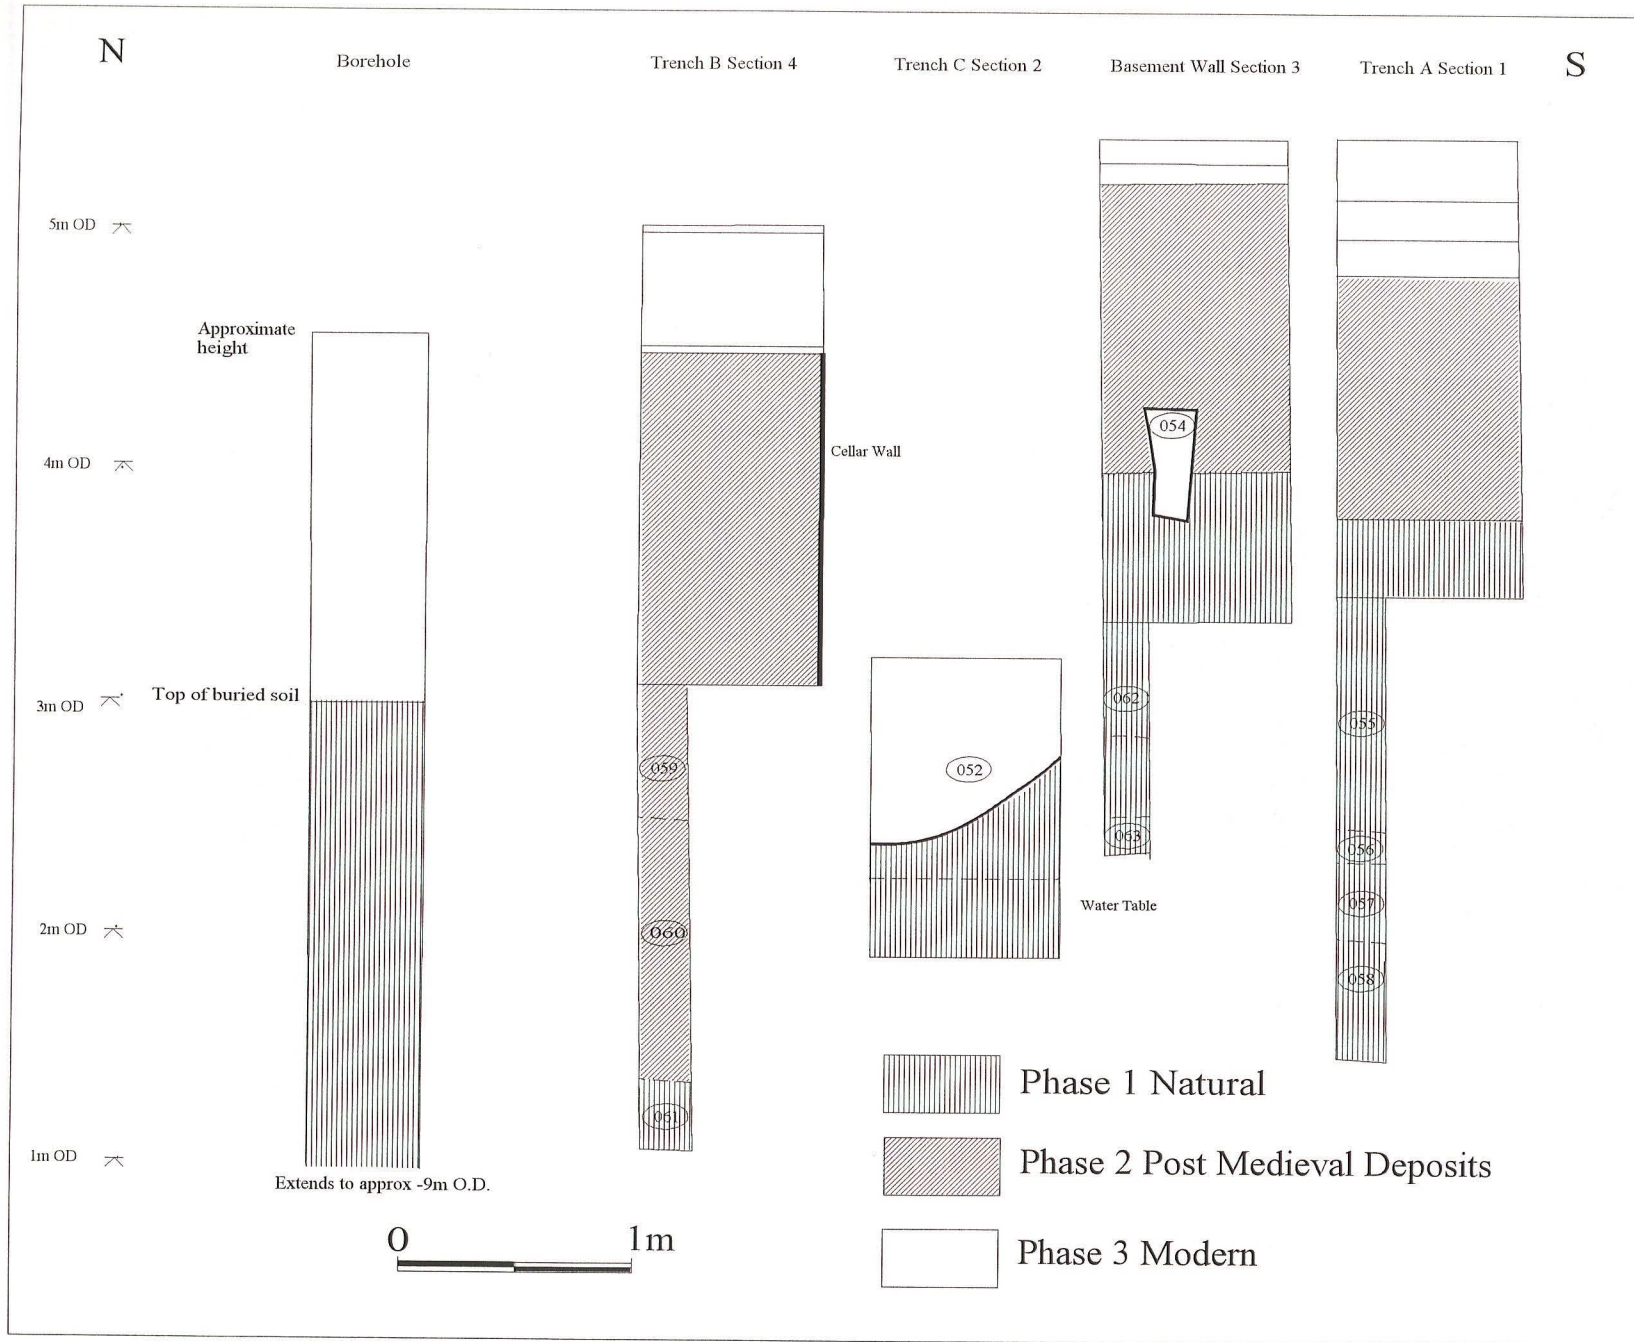 N
Borehole
Trench B Section 4
Trench C Section 2
Basement Wall Section 3
Trench A Section 1
S
5m OD
Approximate
height
054
Cellar Wall
4m OD
Top of buried soil
3m OD
062
055
059
052
063
056
057
Water Table
2m OD
060
058
061
1m OD
Extends to approx -9m O.D.
0
1m
Phase 1 Natural
Phase 2 Post Medieval Deposits
Phase 3 Modern